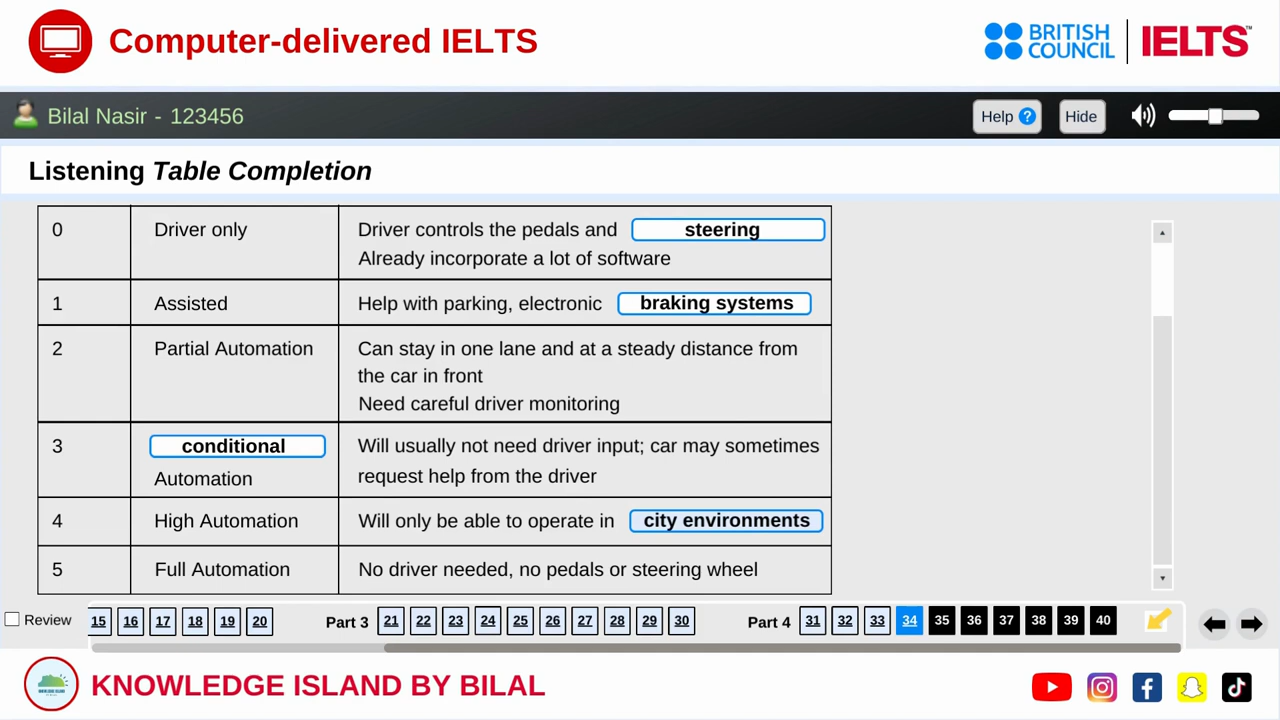 Computer-delivered IELTS
BRITISH
COUNCIL
IELTS™
Bilal Nasir - 123456
Help ?
Hide
Listening Table Completion
0
Driver only
Driver controls the pedals and steering
Already incorporate a lot of software
1
Assisted
Help with parking, electronic braking systems
2
Partial Automation
Can stay in one lane and at a steady distance from
the car in front
Need careful driver monitoring
3
conditional
Automation
Will usually not need driver input; car may sometimes
request help from the driver
4
High Automation
Will only be able to operate in city environments
5
Full Automation
No driver needed, no pedals or steering wheel
Review 15 16 17 18 19 20 Part 3 21 22 23 24 25 26 27 28 29 30 Part 4 31 32 33 34 35 36 37 38 39 40
KNOWLEDGE ISLAND BY BILAL